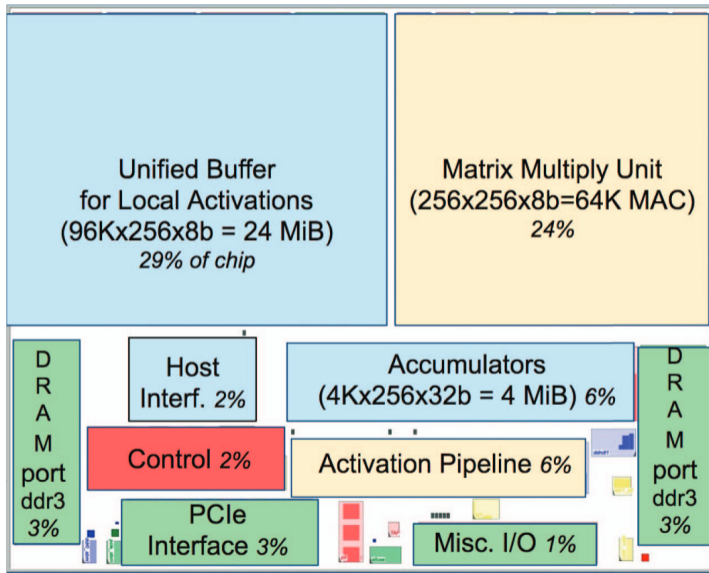 Unified Buffer
for Local Activations
(96Kx256x8b = 24 MiB)
29% of chip
Matrix Multiply Unit
(256x256x8b=64K MAC)
24%
D
R
A
M
port
ddr3
3%
Host
Interf. 2%
Accumulators
(4Kx256x32b = 4 MiB) 6%
D
R
A
M
port
ddr3
3%
Control 2%
Activation Pipeline 6%
PCIe
Interface 3%
Misc. I/O 1%